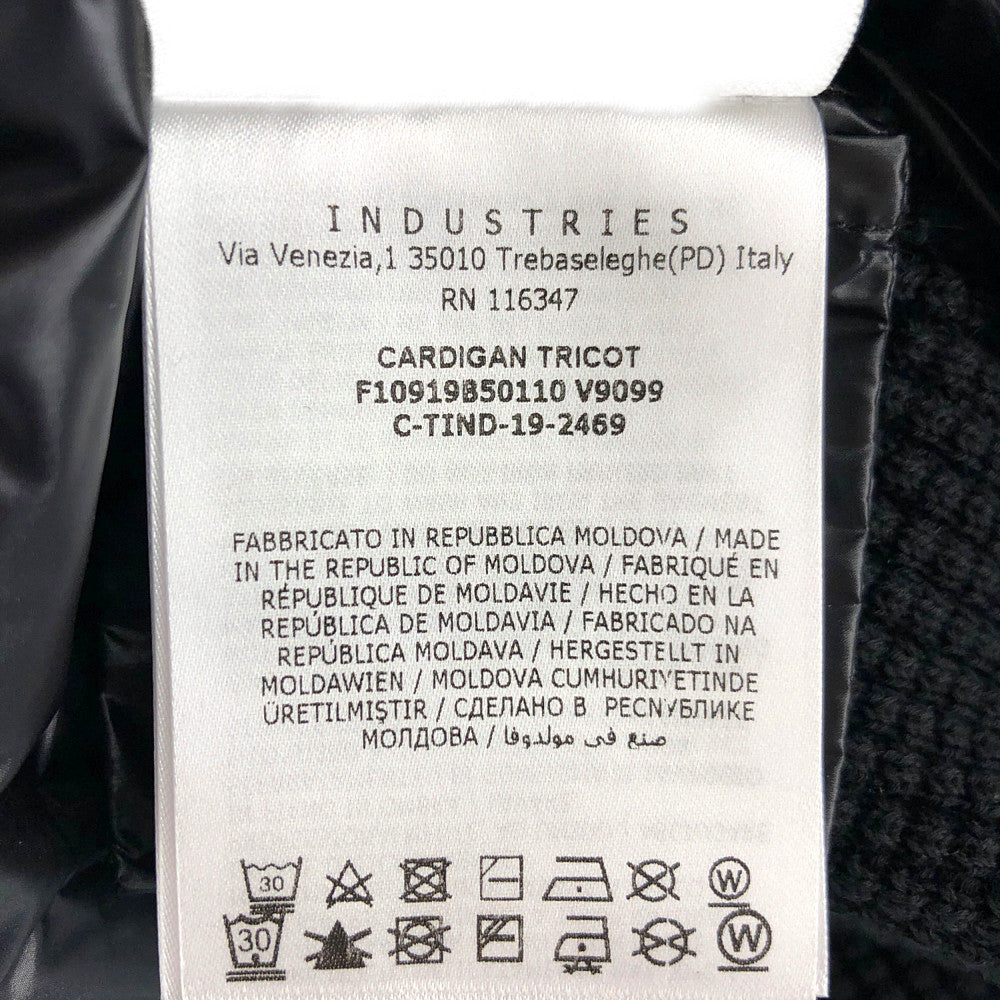 INDUSTRIES
Via Venezia,1 35010 Trebaseleghe(PD) Italy
RN 116347
CARDIGAN TRICOT
F10919B50110 V9099
C-TIND-19-2469
FABBRICATO IN REPUBBLICA MOLDOVA / MADE
IN THE REPUBLIC OF MOLDOVA / FABRIQUÉ EN
RÉPUBLIQUE DE MOLDAVIE / HECHO EN LA
REPÚBLICA DE MOLDAVIA / FABRICADO NA
REPÚBLICA MOLDAVA / HERGESTELLT IN
MOLDAWIEN / MOLDOVA CUMHURIYETINDE
ÜRETILMIŞTIR / СДЕЛАНО В РЕСПУБЛИКЕ
МОЛДОВА / صنع في مولدوفا
30 W
30 W